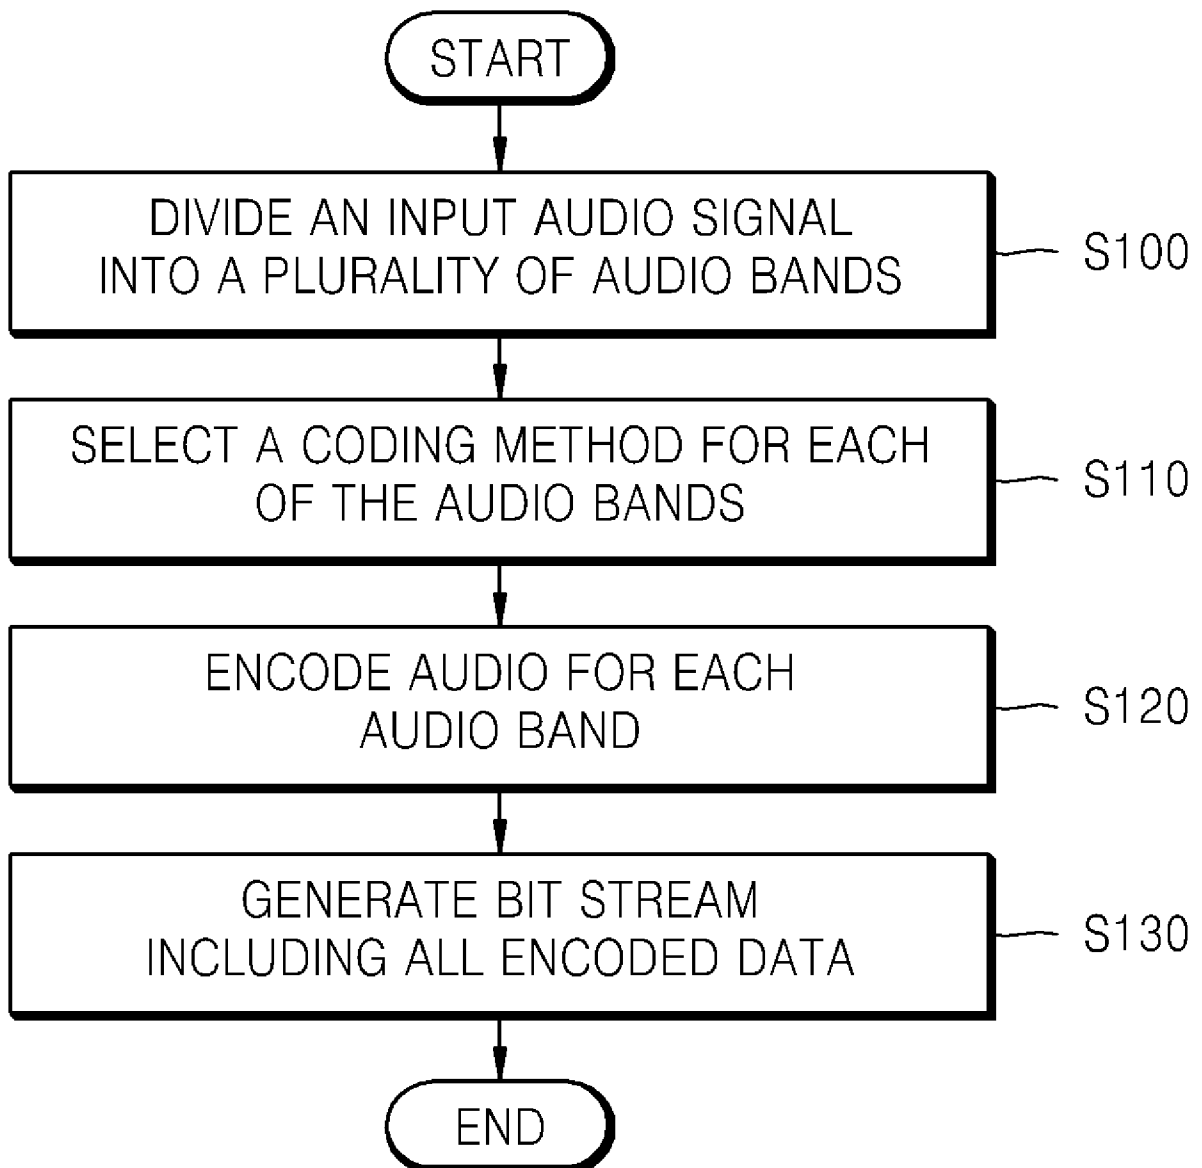 START
DIVIDE AN INPUT AUDIO SIGNAL
INTO A PLURALITY OF AUDIO BANDS
S100
SELECT A CODING METHOD FOR EACH
OF THE AUDIO BANDS
S110
ENCODE AUDIO FOR EACH
AUDIO BAND
S120
GENERATE BIT STREAM
INCLUDING ALL ENCODED DATA
S130
END